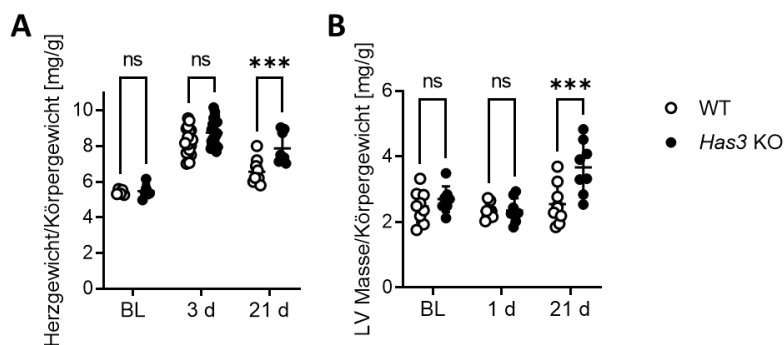 A
B
Herzgewicht/Körpergewicht [mg/g]
ns
ns
***
10
8
6
4
2
0
BL
3 d
21 d
LV Masse/Körpergewicht [mg/g]
ns
ns
***
6
4
2
0
BL
1 d
21 d
WT
Has3 KO